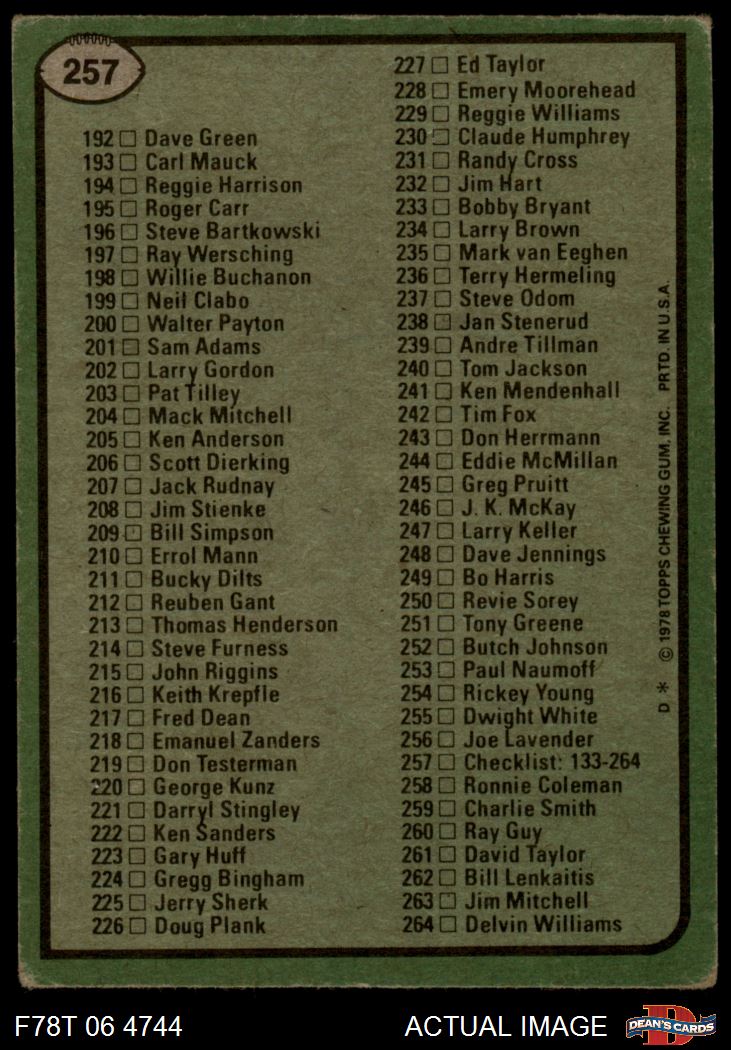 257
192 □ Dave Green
193 □ Carl Mauck
194 □ Reggie Harrison
195 □ Roger Carr
196 □ Steve Bartkowski
197 □ Ray Wersching
198 □ Willie Buchanon
199 □ Neil Clabo
200 □ Walter Payton
201 □ Sam Adams
202 □ Larry Gordon
203 □ Pat Tilley
204 □ Mack Mitchell
205 □ Ken Anderson
206 □ Scott Dierking
207 □ Jack Rudnay
208 □ Jim Stienke
209 □ Bill Simpson
210 □ Errol Mann
211 □ Bucky Dilts
212 □ Reuben Gant
213 □ Thomas Henderson
214 □ Steve Furness
215 □ John Riggins
216 □ Keith Krepfle
217 □ Fred Dean
218 □ Emanuel Zanders
219 □ Don Testerman
220 □ George Kunz
221 □ Darryl Stingley
222 □ Ken Sanders
223 □ Gary Huff
224 □ Gregg Bingham
225 □ Jerry Sherk
226 □ Doug Plank
227 □ Ed Taylor
228 □ Emery Moorehead
229 □ Reggie Williams
230 □ Claude Humphrey
231 □ Randy Cross
232 □ Jim Hart
233 □ Bobby Bryant
234 □ Larry Brown
235 □ Mark van Eeghen
236 □ Terry Hermeling
237 □ Steve Odom
238 □ Jan Stenerud
239 □ Andre Tillman
240 □ Tom Jackson
241 □ Ken Mendenhall
242 □ Tim Fox
243 □ Don Herrmann
244 □ Eddie McMillan
245 □ Greg Pruitt
246 □ J. K. McKay
247 □ Larry Keller
248 □ Dave Jennings
249 □ Bo Harris
250 □ Revie Sorey
251 □ Tony Greene
252 □ Butch Johnson
253 □ Paul Naumoff
254 □ Rickey Young
255 □ Dwight White
256 □ Joe Lavender
257 □ Checklist: 133-264
258 □ Ronnie Coleman
259 □ Charlie Smith
260 □ Ray Guy
261 □ David Taylor
262 □ Bill Lenkaitis
263 □ Jim Mitchell
264 □ Delvin Williams
D * © 1978 TOPPS CHEWING GUM, INC. PRTD. IN U.S.A.
F78T 06 4744 ACTUAL IMAGE
D
DEAN'S CARDS